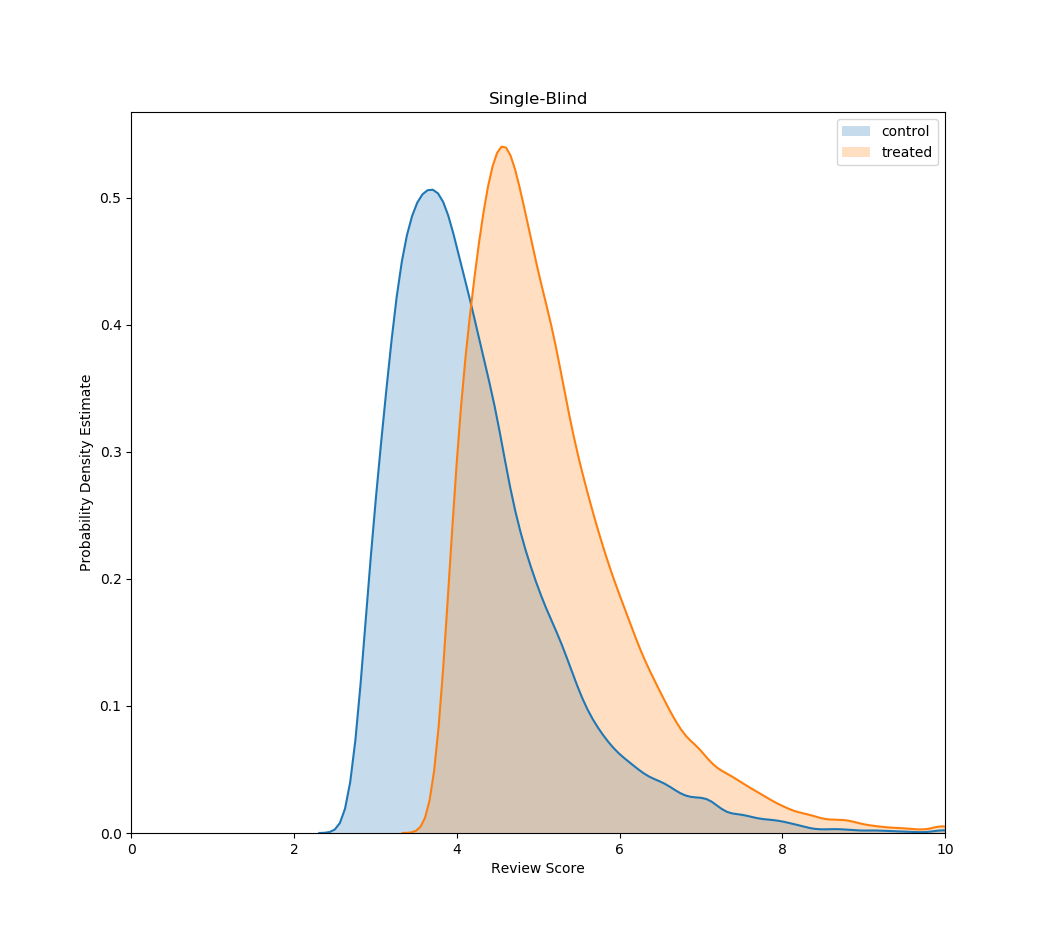 Single-Blind
control
treated
Probability Density Estimate
0.5
0.4
0.3
0.2
0.1
0.0
0 2 4 6 8 10
Review Score